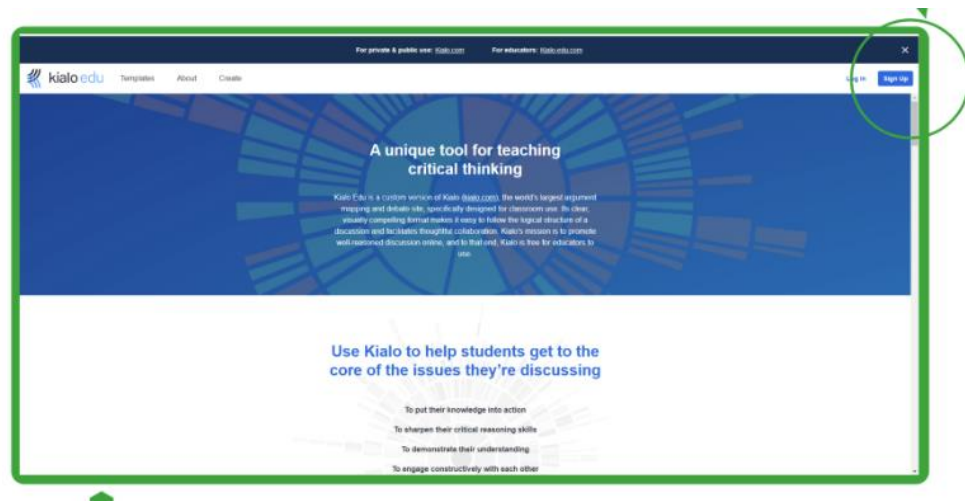 For private & public use: Kialo.com For educators: Kialo-edu.com
kialo edu Templates About Create Log In Sign Up
A unique tool for teaching
critical thinking
Kialo Edu is a custom version of Kialo (kialo.com), the world's largest argument
mapping and debate site, specifically designed for classroom use. Its clear,
visually compelling format makes it easy to follow the logical structure of a
discussion and facilitates thoughtful collaboration. Kialo's mission is to promote
well-reasoned discussion online, and to that end, Kialo is free for educators to
use.
Use Kialo to help students get to the
core of the issues they're discussing
To put their knowledge into action
To sharpen their critical reasoning skills
To demonstrate their understanding
To engage constructively with each other